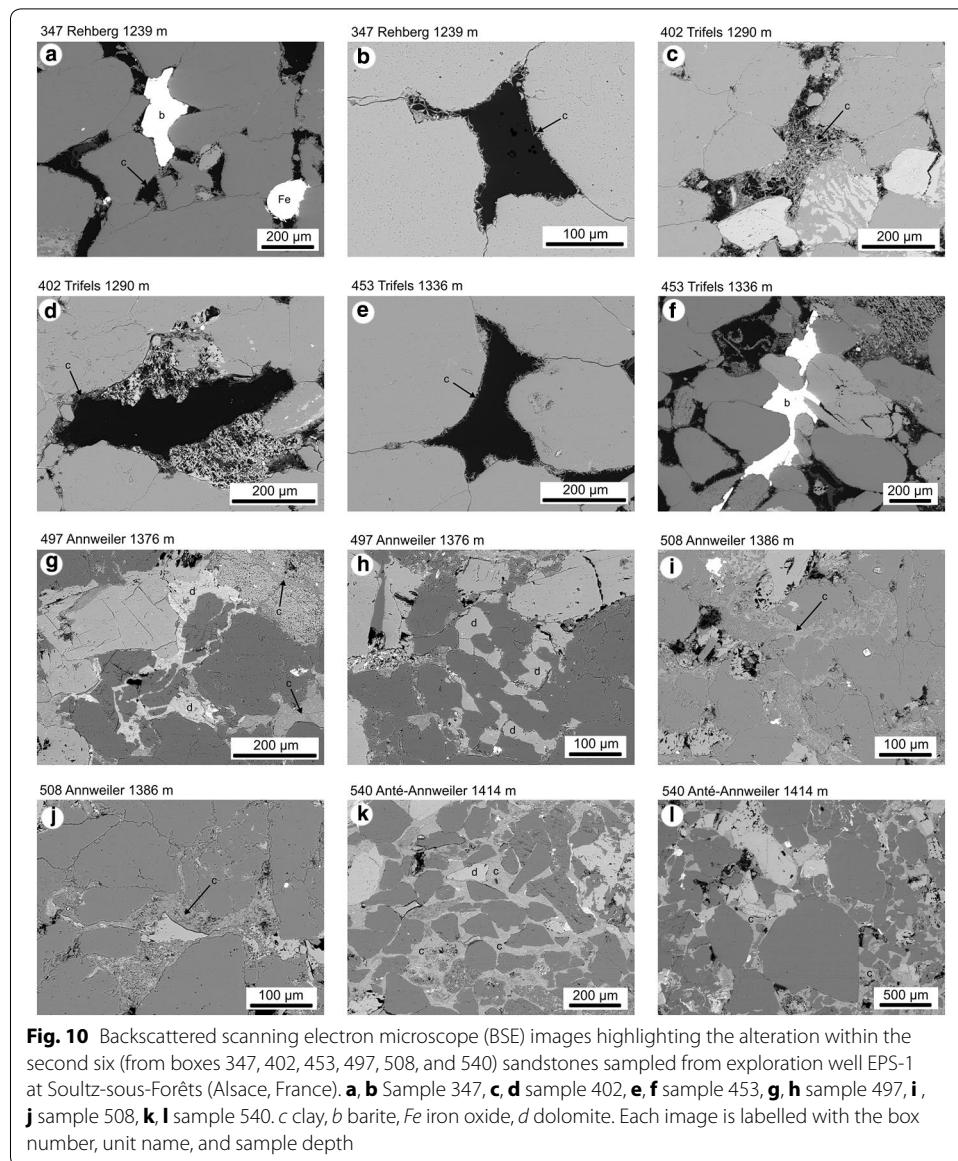 347 Rehberg 1239 m
347 Rehberg 1239 m
402 Trifels 1290 m
a
b
c
b
c
Fe
200 µm
c
100 µm
c
200 µm
402 Trifels 1290 m
453 Trifels 1336 m
453 Trifels 1336 m
d
e
f
c
200 µm
c
200 µm
b
200 µm
497 Annweiler 1376 m
497 Annweiler 1376 m
508 Annweiler 1386 m
g
h
i
d
c
d
c
200 µm
d
d
d
100 µm
c
100 µm
508 Annweiler 1386 m
540 Anté-Annweiler 1414 m
540 Anté-Annweiler 1414 m
j
k
l
c
100 µm
d
c
c
c
200 µm
c
c
500 µm
Fig. 10 Backscattered scanning electron microscope (BSE) images highlighting the alteration within the
second six (from boxes 347, 402, 453, 497, 508, and 540) sandstones sampled from exploration well EPS-1
at Soultz-sous-Forêts (Alsace, France). a, b Sample 347, c, d sample 402, e, f sample 453, g, h sample 497, i ,
j sample 508, k, l sample 540. c clay, b barite, Fe iron oxide, d dolomite. Each image is labelled with the box
number, unit name, and sample depth